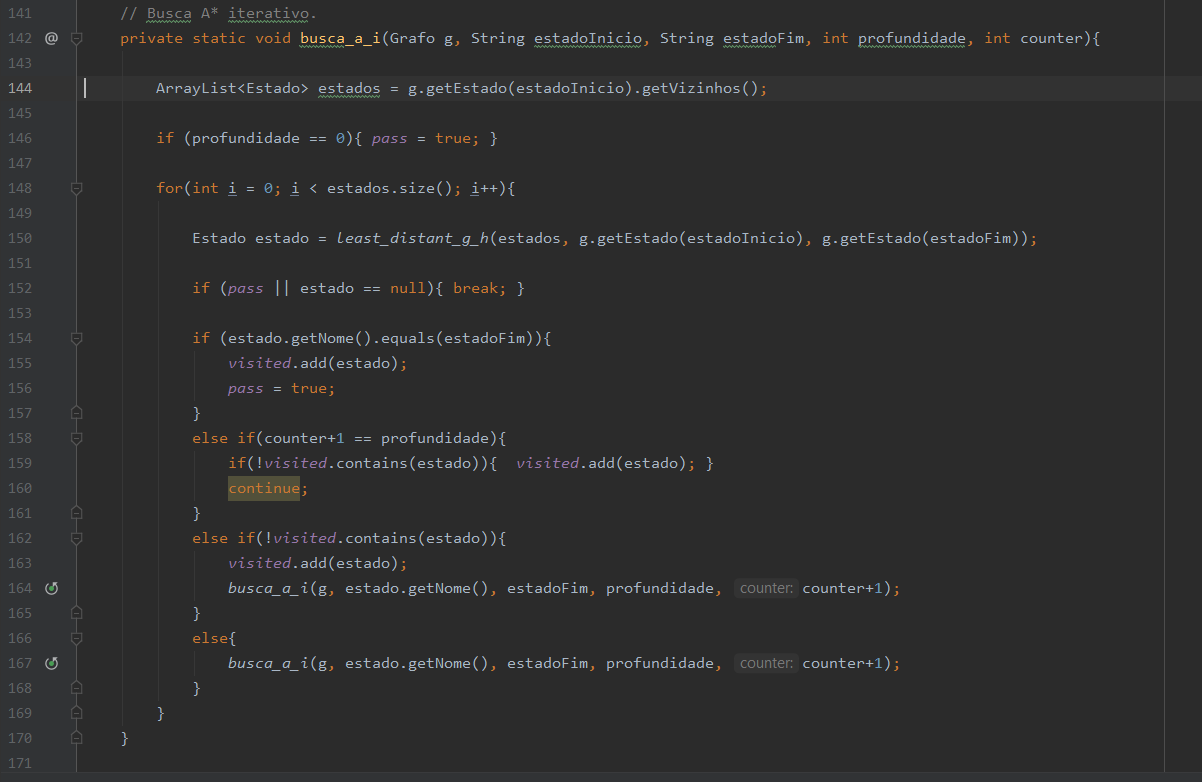 141 // Busca A* iterativo.
142 @ private static void busca_a_i(Grafo g, String estadoInicio, String estadoFim, int profundidade, int counter){
143
144 ArrayList<Estado> estados = g.getEstado(estadoInicio).getVizinhos();
145
146 if (profundidade == 0){ pass = true; }
147
148 for(int i = 0; i < estados.size(); i++){
149
150 Estado estado = least_distant_g_h(estados, g.getEstado(estadoInicio), g.getEstado(estadoFim));
151
152 if (pass || estado == null){ break; }
153
154 if (estado.getNome().equals(estadoFim)){
155 visited.add(estado);
156 pass = true;
157 }
158 else if(counter+1 == profundidade){
159 if(!visited.contains(estado)){  visited.add(estado); }
160 continue;
161 }
162 else if(!visited.contains(estado)){
163 visited.add(estado);
164 busca_a_i(g, estado.getNome(), estadoFim, profundidade, counter: counter+1);
165 }
166 else{
167 busca_a_i(g, estado.getNome(), estadoFim, profundidade, counter: counter+1);
168 }
169 }
170 }
171